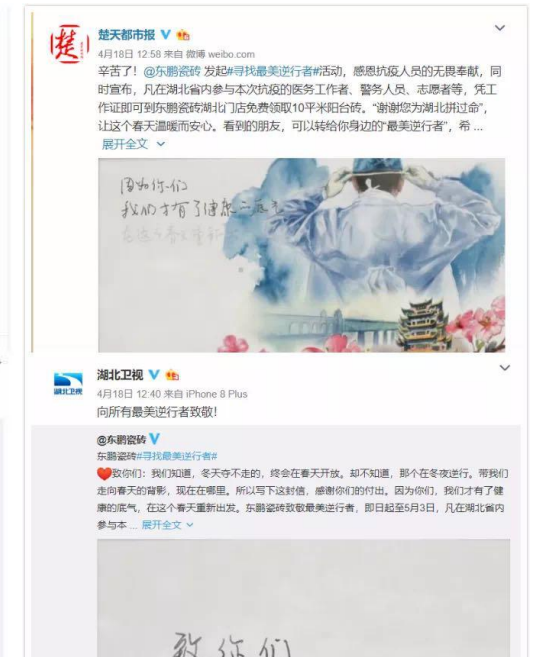 楚
楚天都市报
4月18日 12:58 来自 微博 weibo.com
辛苦了！@东鹏瓷砖 发起#寻找最美逆行者#活动，感恩抗疫人员的无畏奉献，同
时宣布，凡在湖北省内参与本次抗疫的医务工作者、警务人员、志愿者等，凭工
作证即可到东鹏瓷砖湖北门店免费领取10平米阳台砖。“谢谢您为湖北拼过命”，
让这个春天温暖而安心。看到的朋友，可以转给你身边的“最美逆行者”，希 ...
展开全文
因为你们
我们才有了健康
湖北卫视
湖北卫视
4月18日 12:40 来自 iPhone 8 Plus
向所有最美逆行者致敬！
@东鹏瓷砖
东鹏瓷砖#寻找最美逆行者#
致你们：我们知道，冬天夺不走的，终会在春天开放。却不知道，那个在冬夜逆行。带我们
走向春天的背影，现在在哪里。所以写下这封信，感谢你们的付出。因为你们，我们才有了健
康的底气，在这个春天重新出发。东鹏瓷砖致敬最美逆行者，即日起至5月3日，凡在湖北省内
参与本 ... 展开全文
致你们